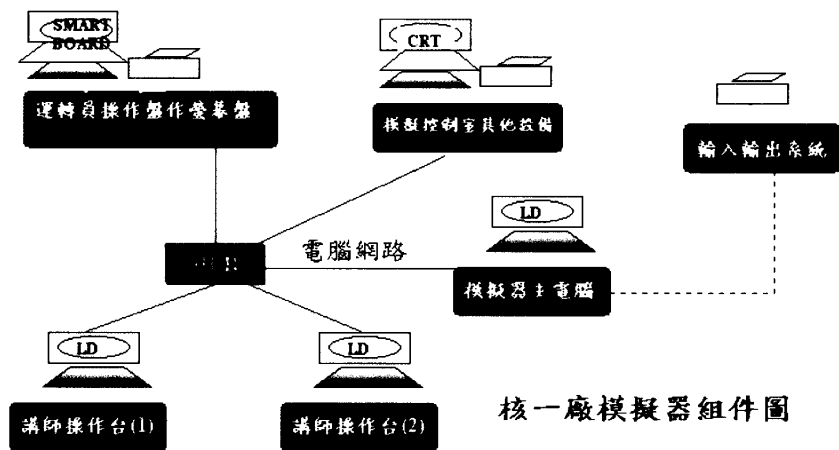 SMART
BOARD
CRT
運轉員操作盤作螢幕盤
模擬控制室其他設備
輸入輸出系統
LD
電腦網路
模擬器主電腦
LD
LD
講師操作台(1)
講師操作台(2)
核一廠模擬器組件圖